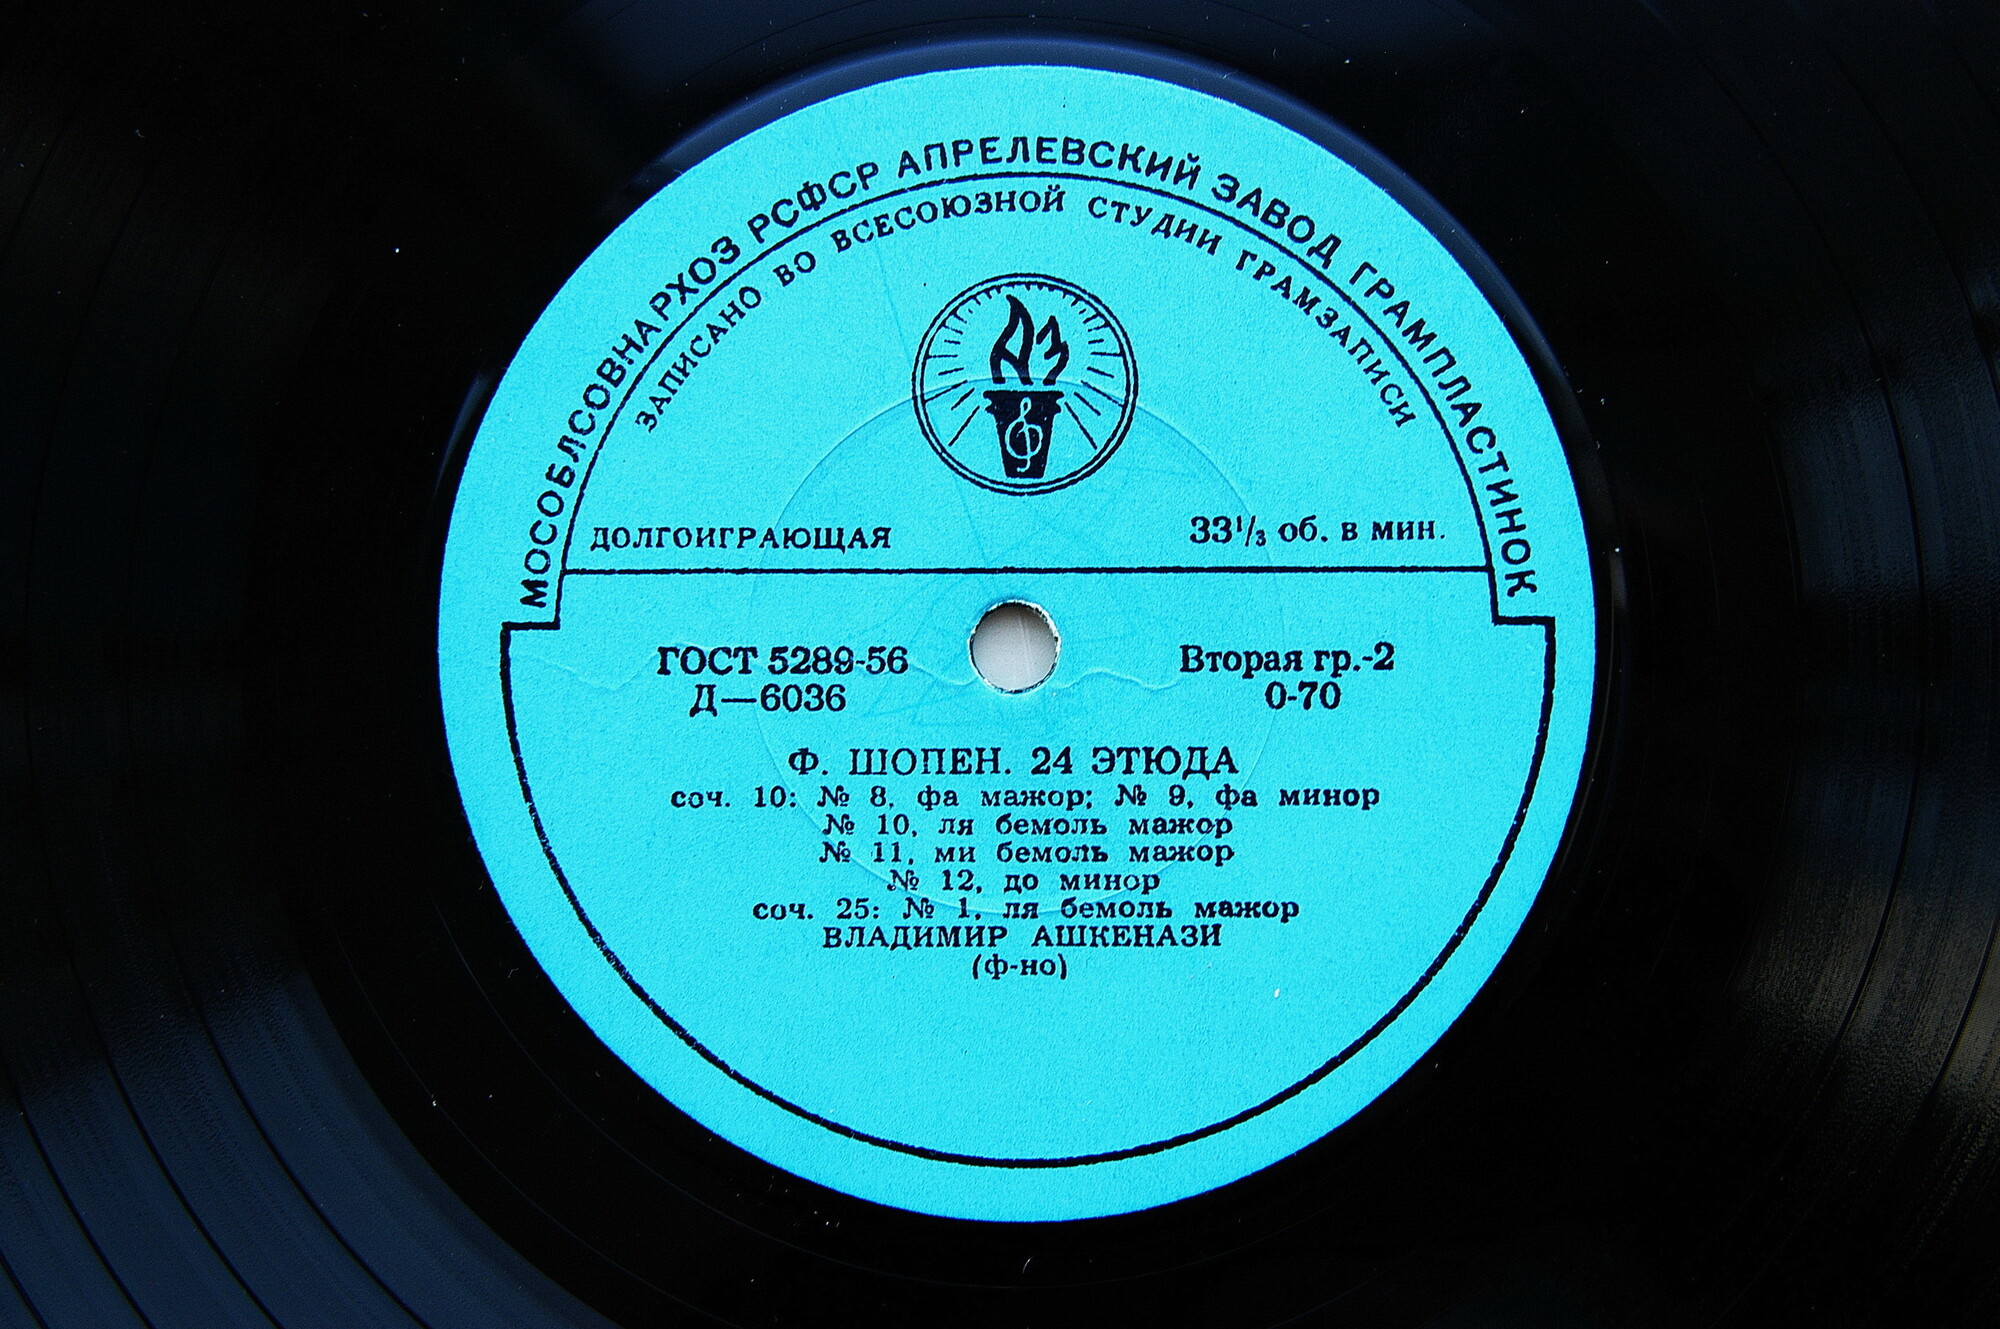 МОСОБЛСОВНАРХОЗ РСФСР АПРЕЛЕВСКИЙ ЗАВОД ГРАМПЛАСТИНОК
ЗАПИСАНО ВО ВСЕСОЮЗНОЙ СТУДИИ ГРАМЗАПИСИ
АЗ
ДОЛГОИГРАЮЩАЯ 33¹/₃ об. в мин.
ГОСТ 5289-56 Вторая гр.-2
Д—6036 0-70
Ф. ШОПЕН. 24 ЭТЮДА
соч. 10: № 8, фа мажор; № 9, фа минор
№ 10, ля бемоль мажор
№ 11, ми бемоль мажор
№ 12, до минор
соч. 25: № 1, ля бемоль мажор
ВЛАДИМИР АШКЕНАЗИ
(ф-но)